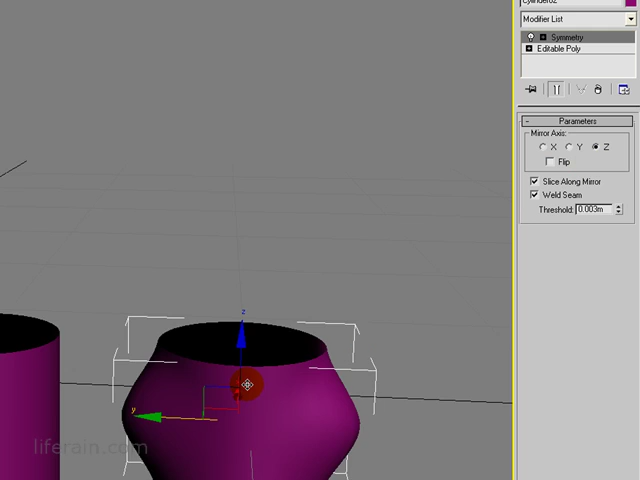 Cylinder02
Modifier List
Symmetry
Editable Poly
Parameters
Mirror Axis:
X Y Z
Flip
Slice Along Mirror
Weld Seam
Threshold: 0.003m
z
y
liferain.com